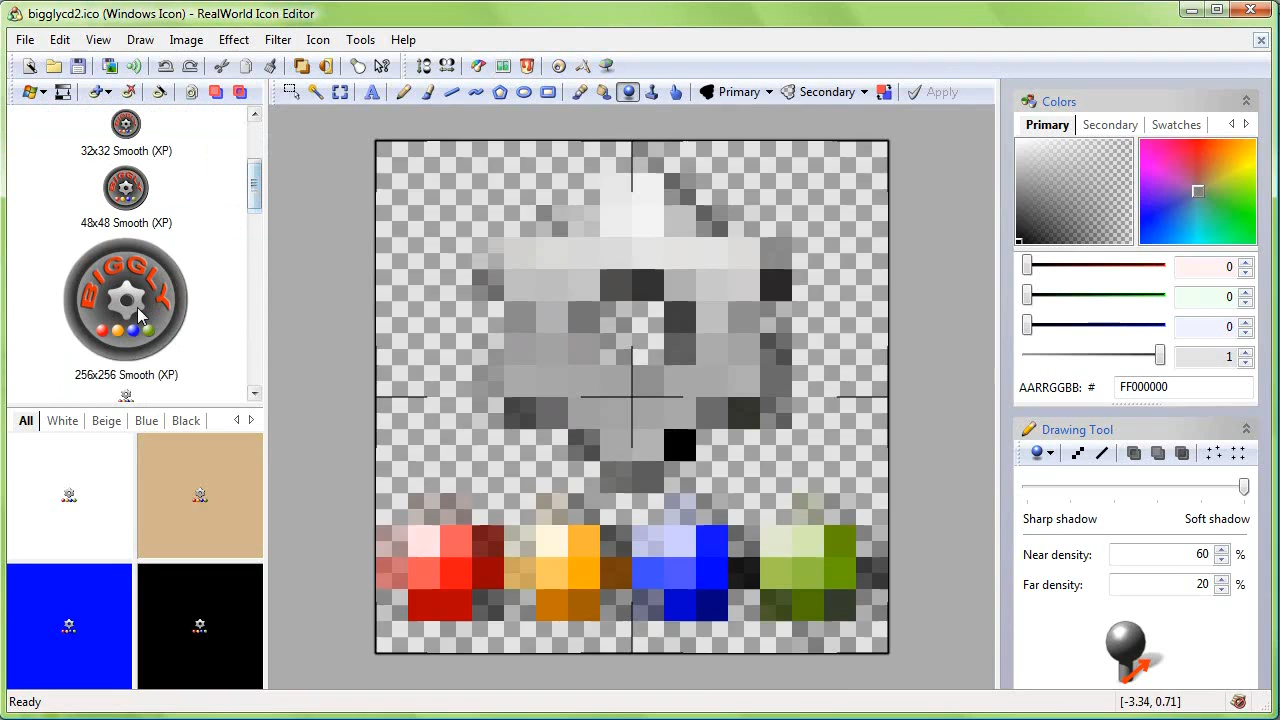 bigglycd2.ico (Windows Icon) - RealWorld Icon Editor
File Edit View Draw Image Effect Filter Icon Tools Help
Primary Secondary Apply
32x32 Smooth (XP)
BIGGLY
48x48 Smooth (XP)
BIGGLY
256x256 Smooth (XP)
All White Beige Blue Black
Colors
Primary Secondary Swatches
0
0
0
1
AARRGGBB: # FF000000
Drawing Tool
Sharp shadow Soft shadow
Near density: 60 %
Far density: 20 %
Ready [-3.34, 0.71]